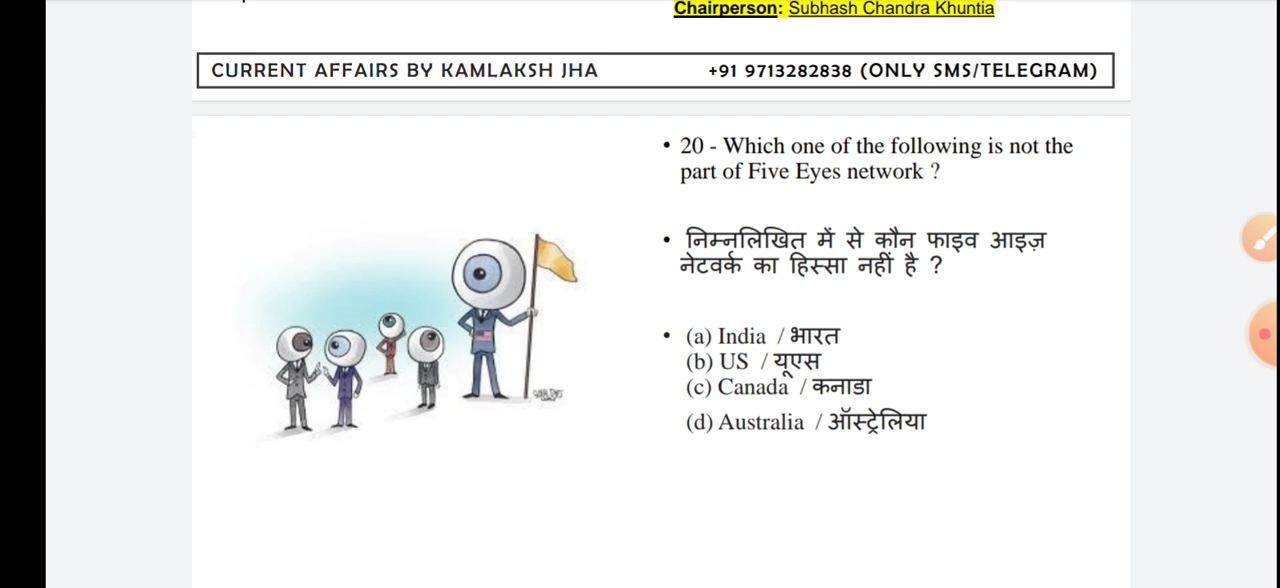 Chairperson: Subhash Chandra Khuntia
CURRENT AFFAIRS BY KAMLAKSH JHA +91 9713282838 (ONLY SMS/TELEGRAM)
• 20 - Which one of the following is not the
part of Five Eyes network ?
• निम्नलिखित में से कौन फाइव आइज़
नेटवर्क का हिस्सा नहीं है ?
• (a) India / भारत
(b) US / यूएस
(c) Canada / कनाडा
(d) Australia / ऑस्ट्रेलिया